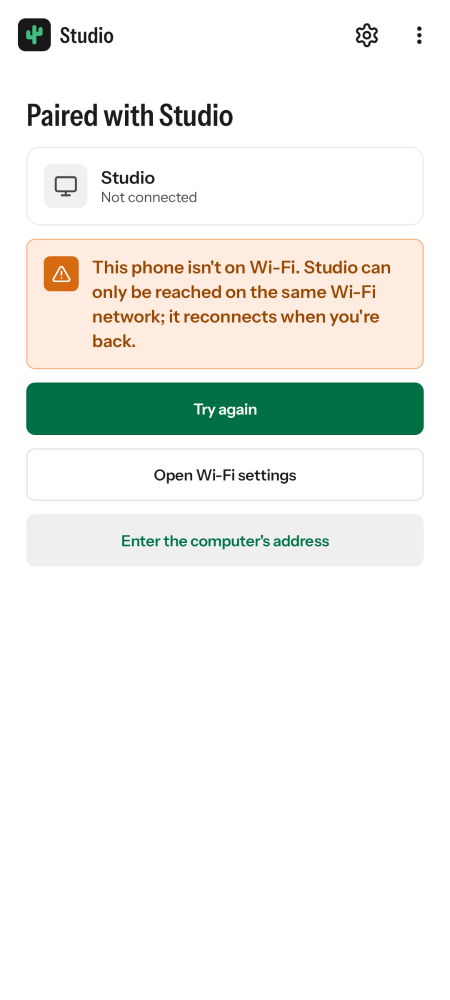 Studio
Paired with Studio
Studio
Not connected
This phone isn't on Wi-Fi. Studio can
only be reached on the same Wi-Fi
network; it reconnects when you're
back.
Try again
Open Wi-Fi settings
Enter the computer's address